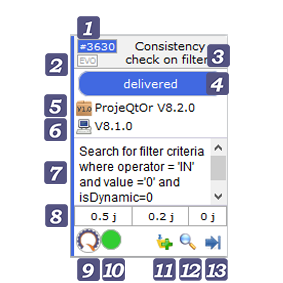 1
#3630 Consistency
2 EVO check on filter 3
delivered 4
5 V1.0 ProjeQtOr V8.2.0
6 V8.1.0
Search for filter criteria
where operator = 'IN'
7 and value ='0' and
isDynamic=0
8 0.5 j 0.2 j 0 j
9 10 11 12 13